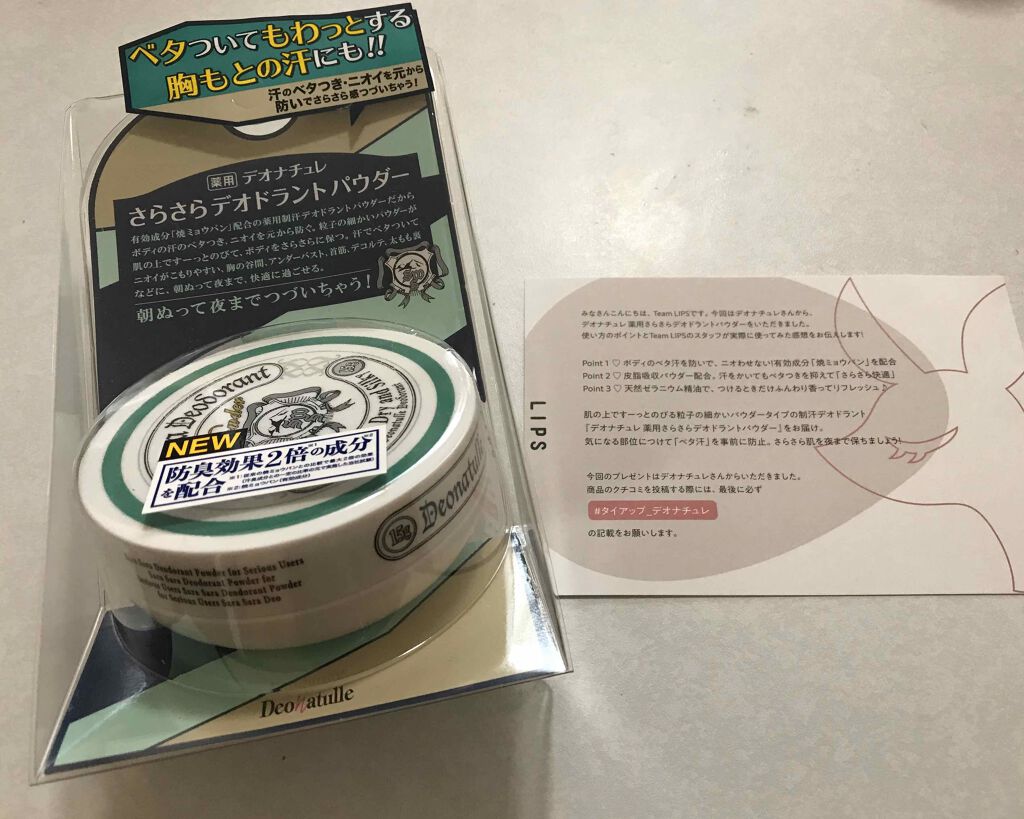 ベタついてもわっとする
胸もとの汗にも!!
汗のベタつき・ニオイを元から
防いでさらさら感つづいちゃう!
薬用 デオナチュレ
さらさらデオドラントパウダー
有効成分「焼ミョウバン」配合の薬用制汗デオドラントパウダーだから
ボディの汗のベタつき、ニオイを元から防ぐ。粒子の細かいパウダーが
肌の上ですーっとのびて、ボディをさらさらに保つ。汗でベタついて
ニオイがこもりやすい、胸の谷間、アンダーバスト、首筋、デコルテ、太もも裏
などに、朝ぬって夜まで、快適に過ごせる。
朝ぬって夜までつづいちゃう!
Deodorant
NEW
防臭効果2倍の成分
を配合
15g
Deonatulle
Sara Deodorant Powder for Serious Users
Sara Sara Deodorant Powder for
Serious Users Sara Sara Deodorant Powder
for Serious Users Sara Sara Deo
Deonatulle
LIPS
みなさんこんにちは、Team LIPSです。今回はデオナチュレさんから、
デオナチュレ 薬用さらさらデオドラントパウダーをいただきました。
使い方のポイントとTeam LIPSのスタッフが実際に使ってみた感想をお伝えします!
Point 1 ♡ ボディのベタ汗を防いで、ニオわせない!有効成分「焼ミョウバン」を配合
Point 2 ♡ 皮脂吸収パウダー配合。汗をかいてもベタつきを抑えて「さらさら快適」
Point 3 ♡ 天然ゼラニウム精油で、つけるときだけふんわり香ってリフレッシュ♪
肌の上ですーっとのびる粒子の細かいパウダータイプの制汗デオドラント
『デオナチュレ 薬用さらさらデオドラントパウダー』をお届け。
気になる部位につけて『ベタ汗』を事前に防止。さらさら肌を夜まで保ちましょう!
今回のプレゼントはデオナチュレさんからいただきました。
商品のクチコミを投稿する際には、最後に必ず
#タイアップ_デオナチュレ
の記載をお願いします。